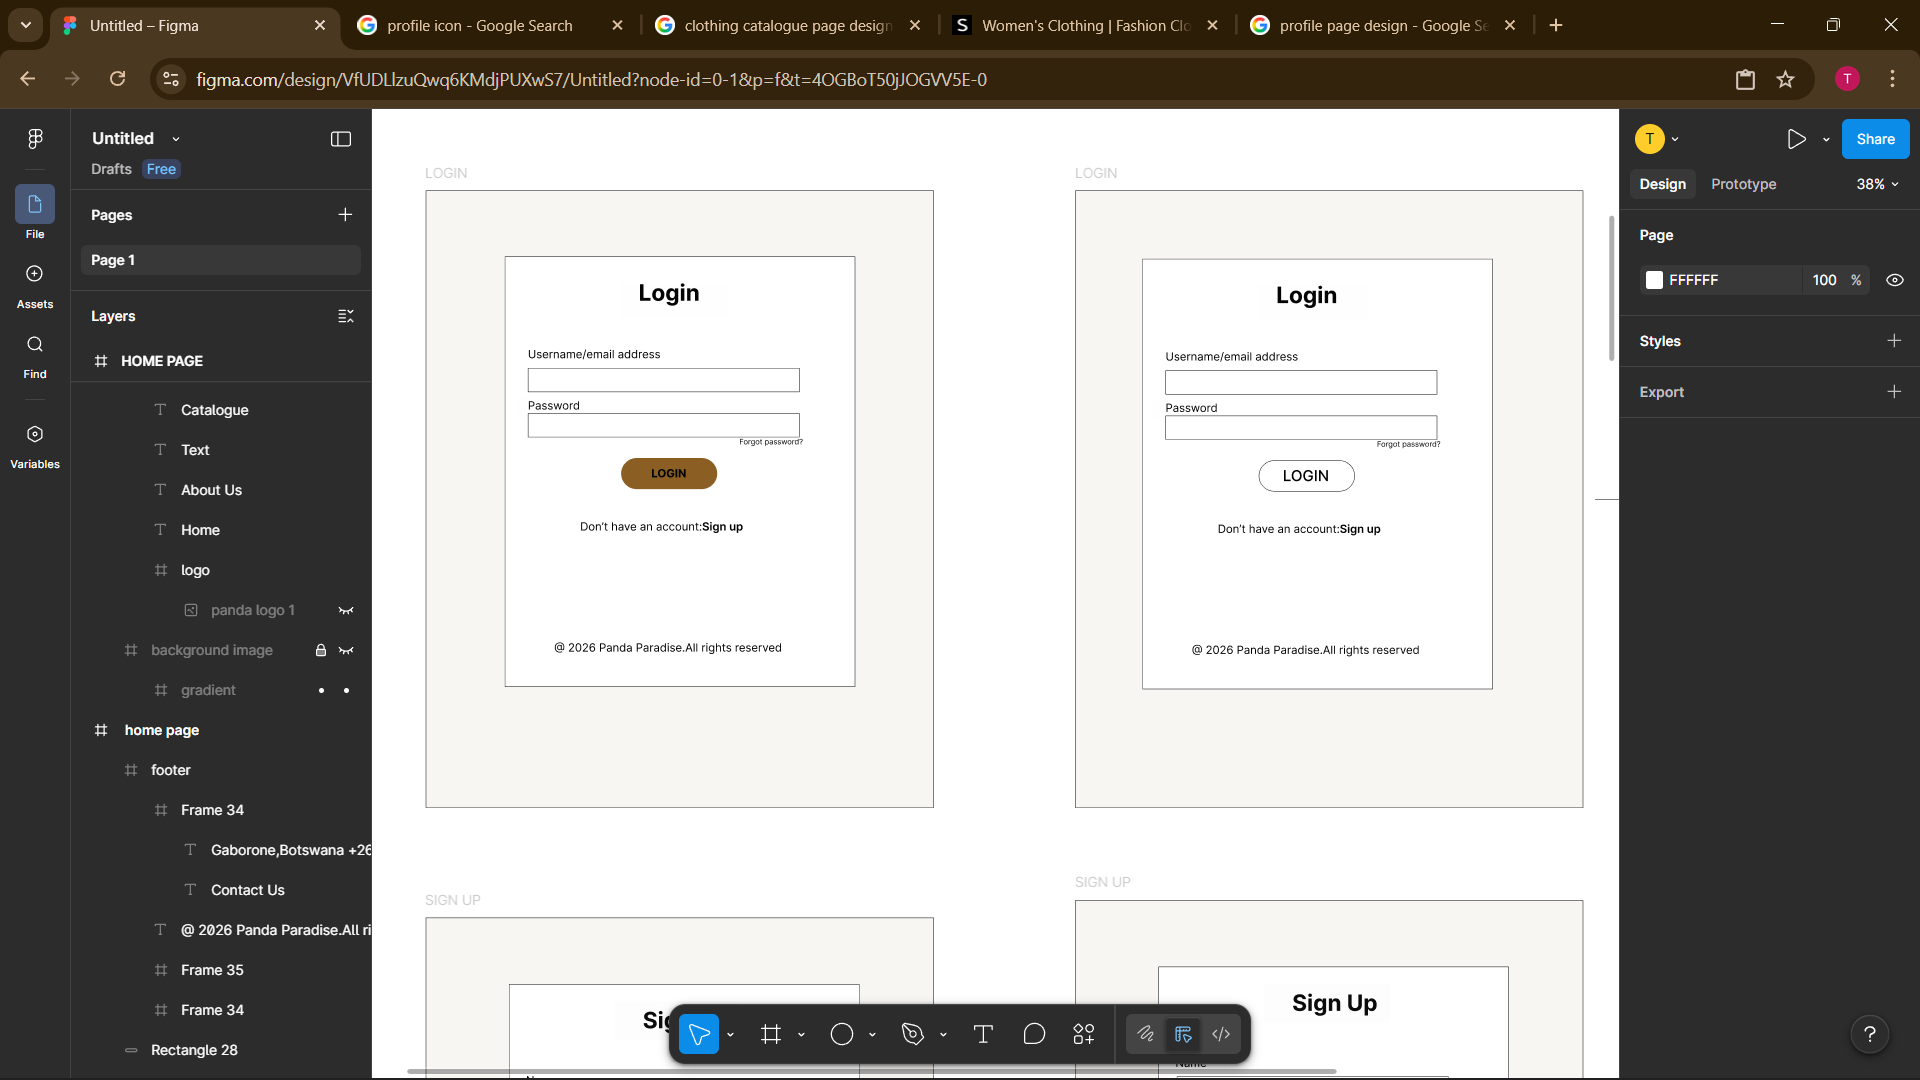 Untitled – Figma
profile icon - Google Search
clothing catalogue page design
Women's Clothing | Fashion Clo
profile page design - Google Se
figma.com/design/VfUDLlzuQwq6KMdjPUXwS7/Untitled?node-id=0-1&p=f&t=4OGBoT50jJOGVV5E-0
T
Untitled
Drafts Free
File
Assets
Find
Variables
Pages
Page 1
Layers
HOME PAGE
Catalogue
Text
About Us
Home
logo
panda logo 1
background image
gradient
home page
footer
Frame 34
Gaborone,Botswana +26
Contact Us
@ 2026 Panda Paradise.All ri
Frame 35
Frame 34
Rectangle 28
LOGIN
Login
Username/email address
Password
Forgot password?
LOGIN
Don't have an account:Sign up
@ 2026 Panda Paradise.All rights reserved
LOGIN
Login
Username/email address
Password
Forgot password?
LOGIN
Don't have an account:Sign up
@ 2026 Panda Paradise.All rights reserved
SIGN UP
SIGN UP
Sign Up
T
Share
Design
Prototype
38%
Page
FFFFFF
100 %
Styles
Export
?